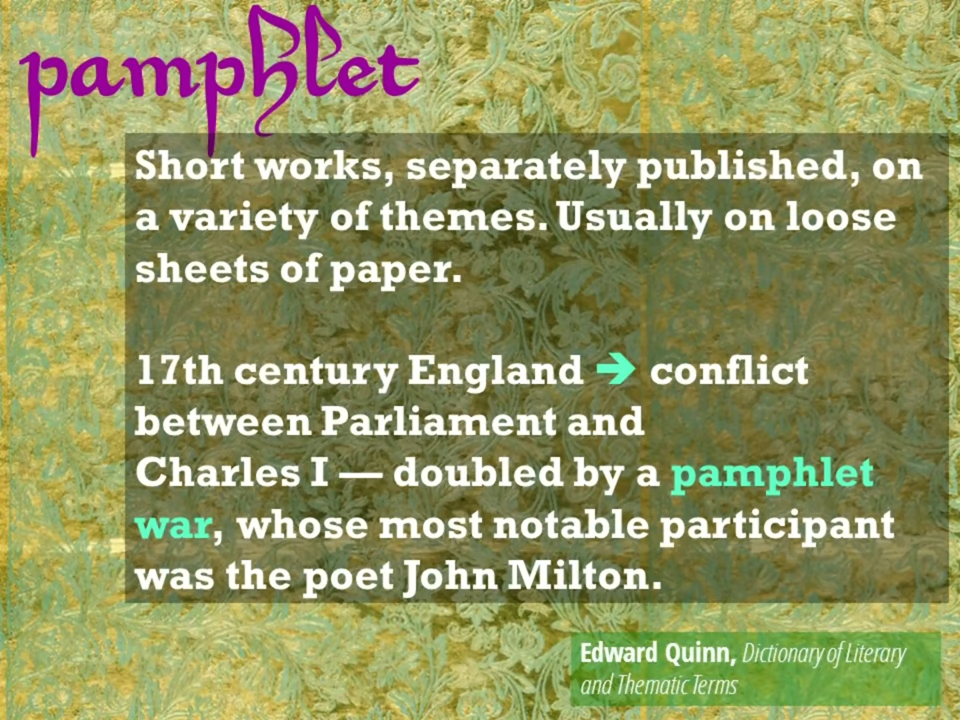 pamphlet
Short works, separately published, on
a variety of themes. Usually on loose
sheets of paper.
17th century England ➔ conflict
between Parliament and
Charles I — doubled by a pamphlet
war, whose most notable participant
was the poet John Milton.
Edward Quinn, Dictionary of Literary
and Thematic Terms